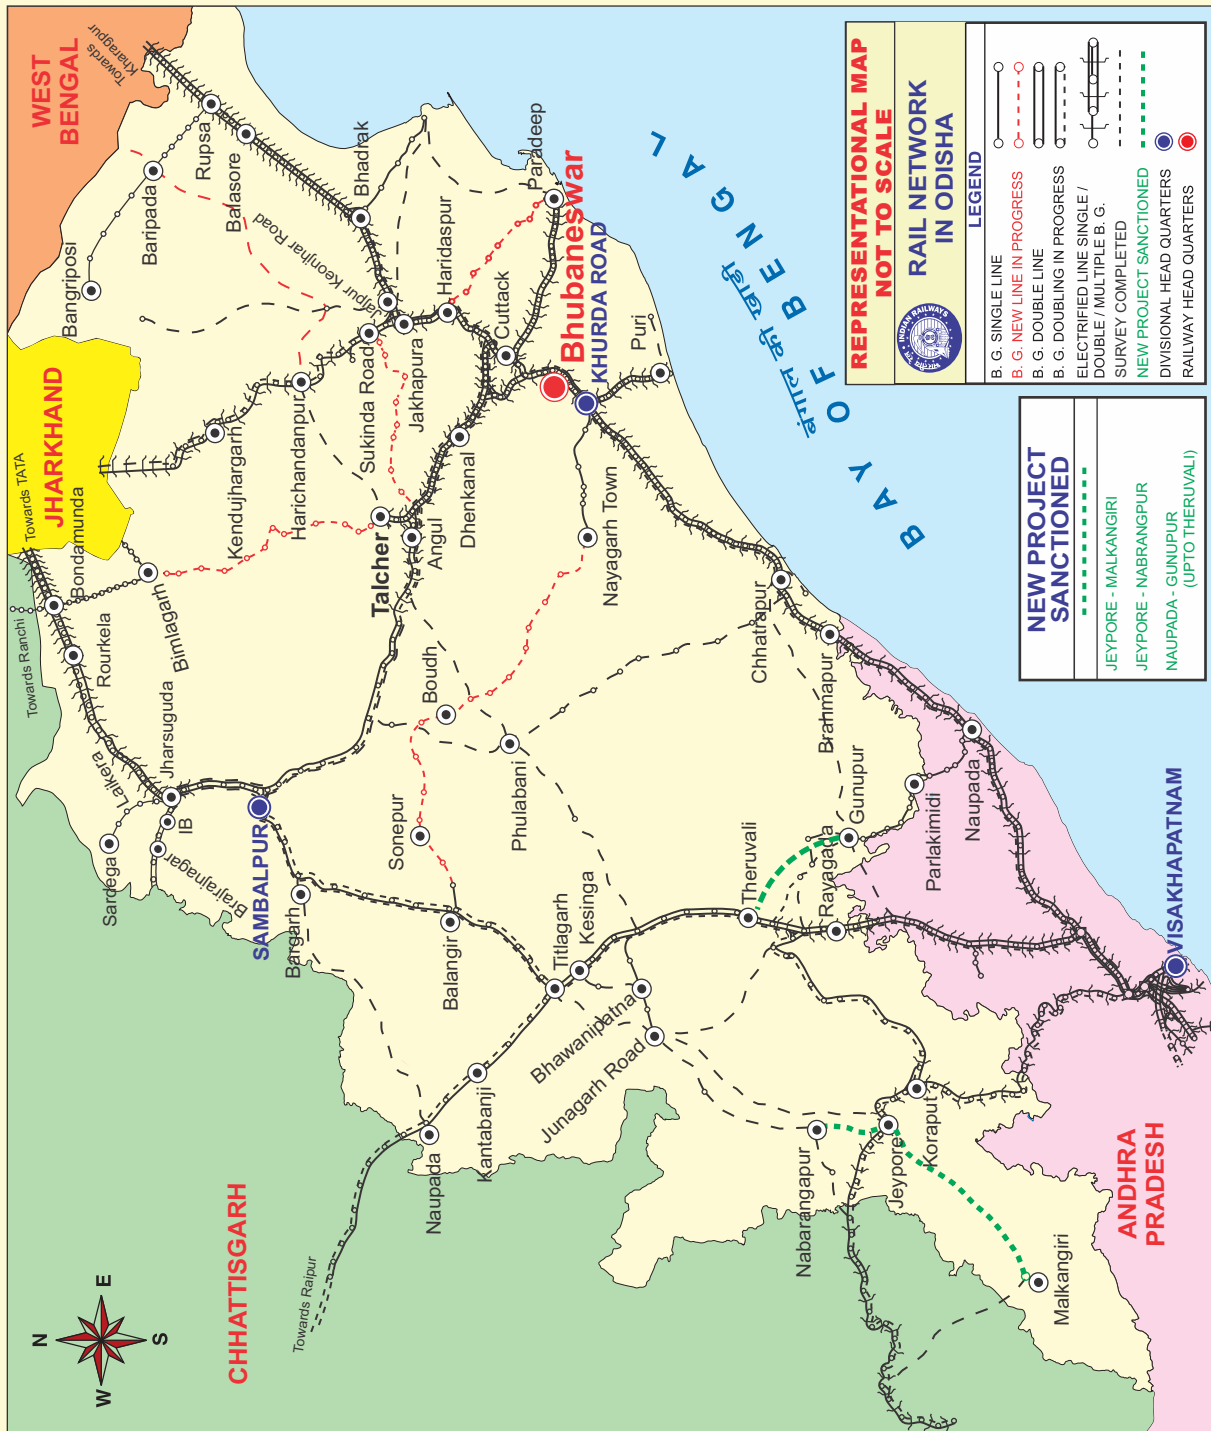 REPRESENTATIONAL MAP
NOT TO SCALE
INDIAN RAILWAYS
भारतीय रेल
RAIL NETWORK
IN ODISHA
LEGEND
B. G. SINGLE LINE
B. G. NEW LINE IN PROGRESS
B. G. DOUBLE LINE
B. G. DOUBLING IN PROGRESS
ELECTRIFIED LINE SINGLE /
DOUBLE / MULTIPLE B. G.
SURVEY COMPLETED
NEW PROJECT SANCTIONED
DIVISIONAL HEAD QUARTERS
RAILWAY HEAD QUARTERS
NEW PROJECT
SANCTIONED
JEYPORE - MALKANGIRI
JEYPORE - NABRANGPUR
NAUPADA - GUNUPUR
(UPTO THERUVALI)
N
E
S
W
WEST
BENGAL
JHARKHAND
CHHATTISGARH
ANDHRA
PRADESH
बंगाल की खाड़ी
BAY OF BENGAL
Towards
Kharagpur
Towards TATA
Towards Ranchi
Towards Raipur
Rupsa
Balasore
Baripada
Bangriposi
Bhadrak
Jajpur Keonjhar Road
Haridaspur
Paradeep
Cuttack
Bhubaneswar
KHURDA ROAD
Puri
Jakhapura
Sukinda Road
Harichandanpur
Kendujhargarh
Dhenkanal
Angul
Talcher
Nayagarh Town
Bondamunda
Bimlagarh
Rourkela
Jharsuguda
Laikera
Sardega
IB
Brajrajnagar
SAMBALPUR
Bargarh
Balangir
Sonepur
Boudh
Phulabani
Chhatrapur
Brahmapur
Gunupur
Parlakimidi
Naupada
Theruvali
Rayagada
Titlagarh
Kesinga
Bhawanipatna
Junagarh Road
Kantabanji
Naupada
Nabarangapur
Jeypore
Koraput
Malkangiri
VISAKHAPATNAM